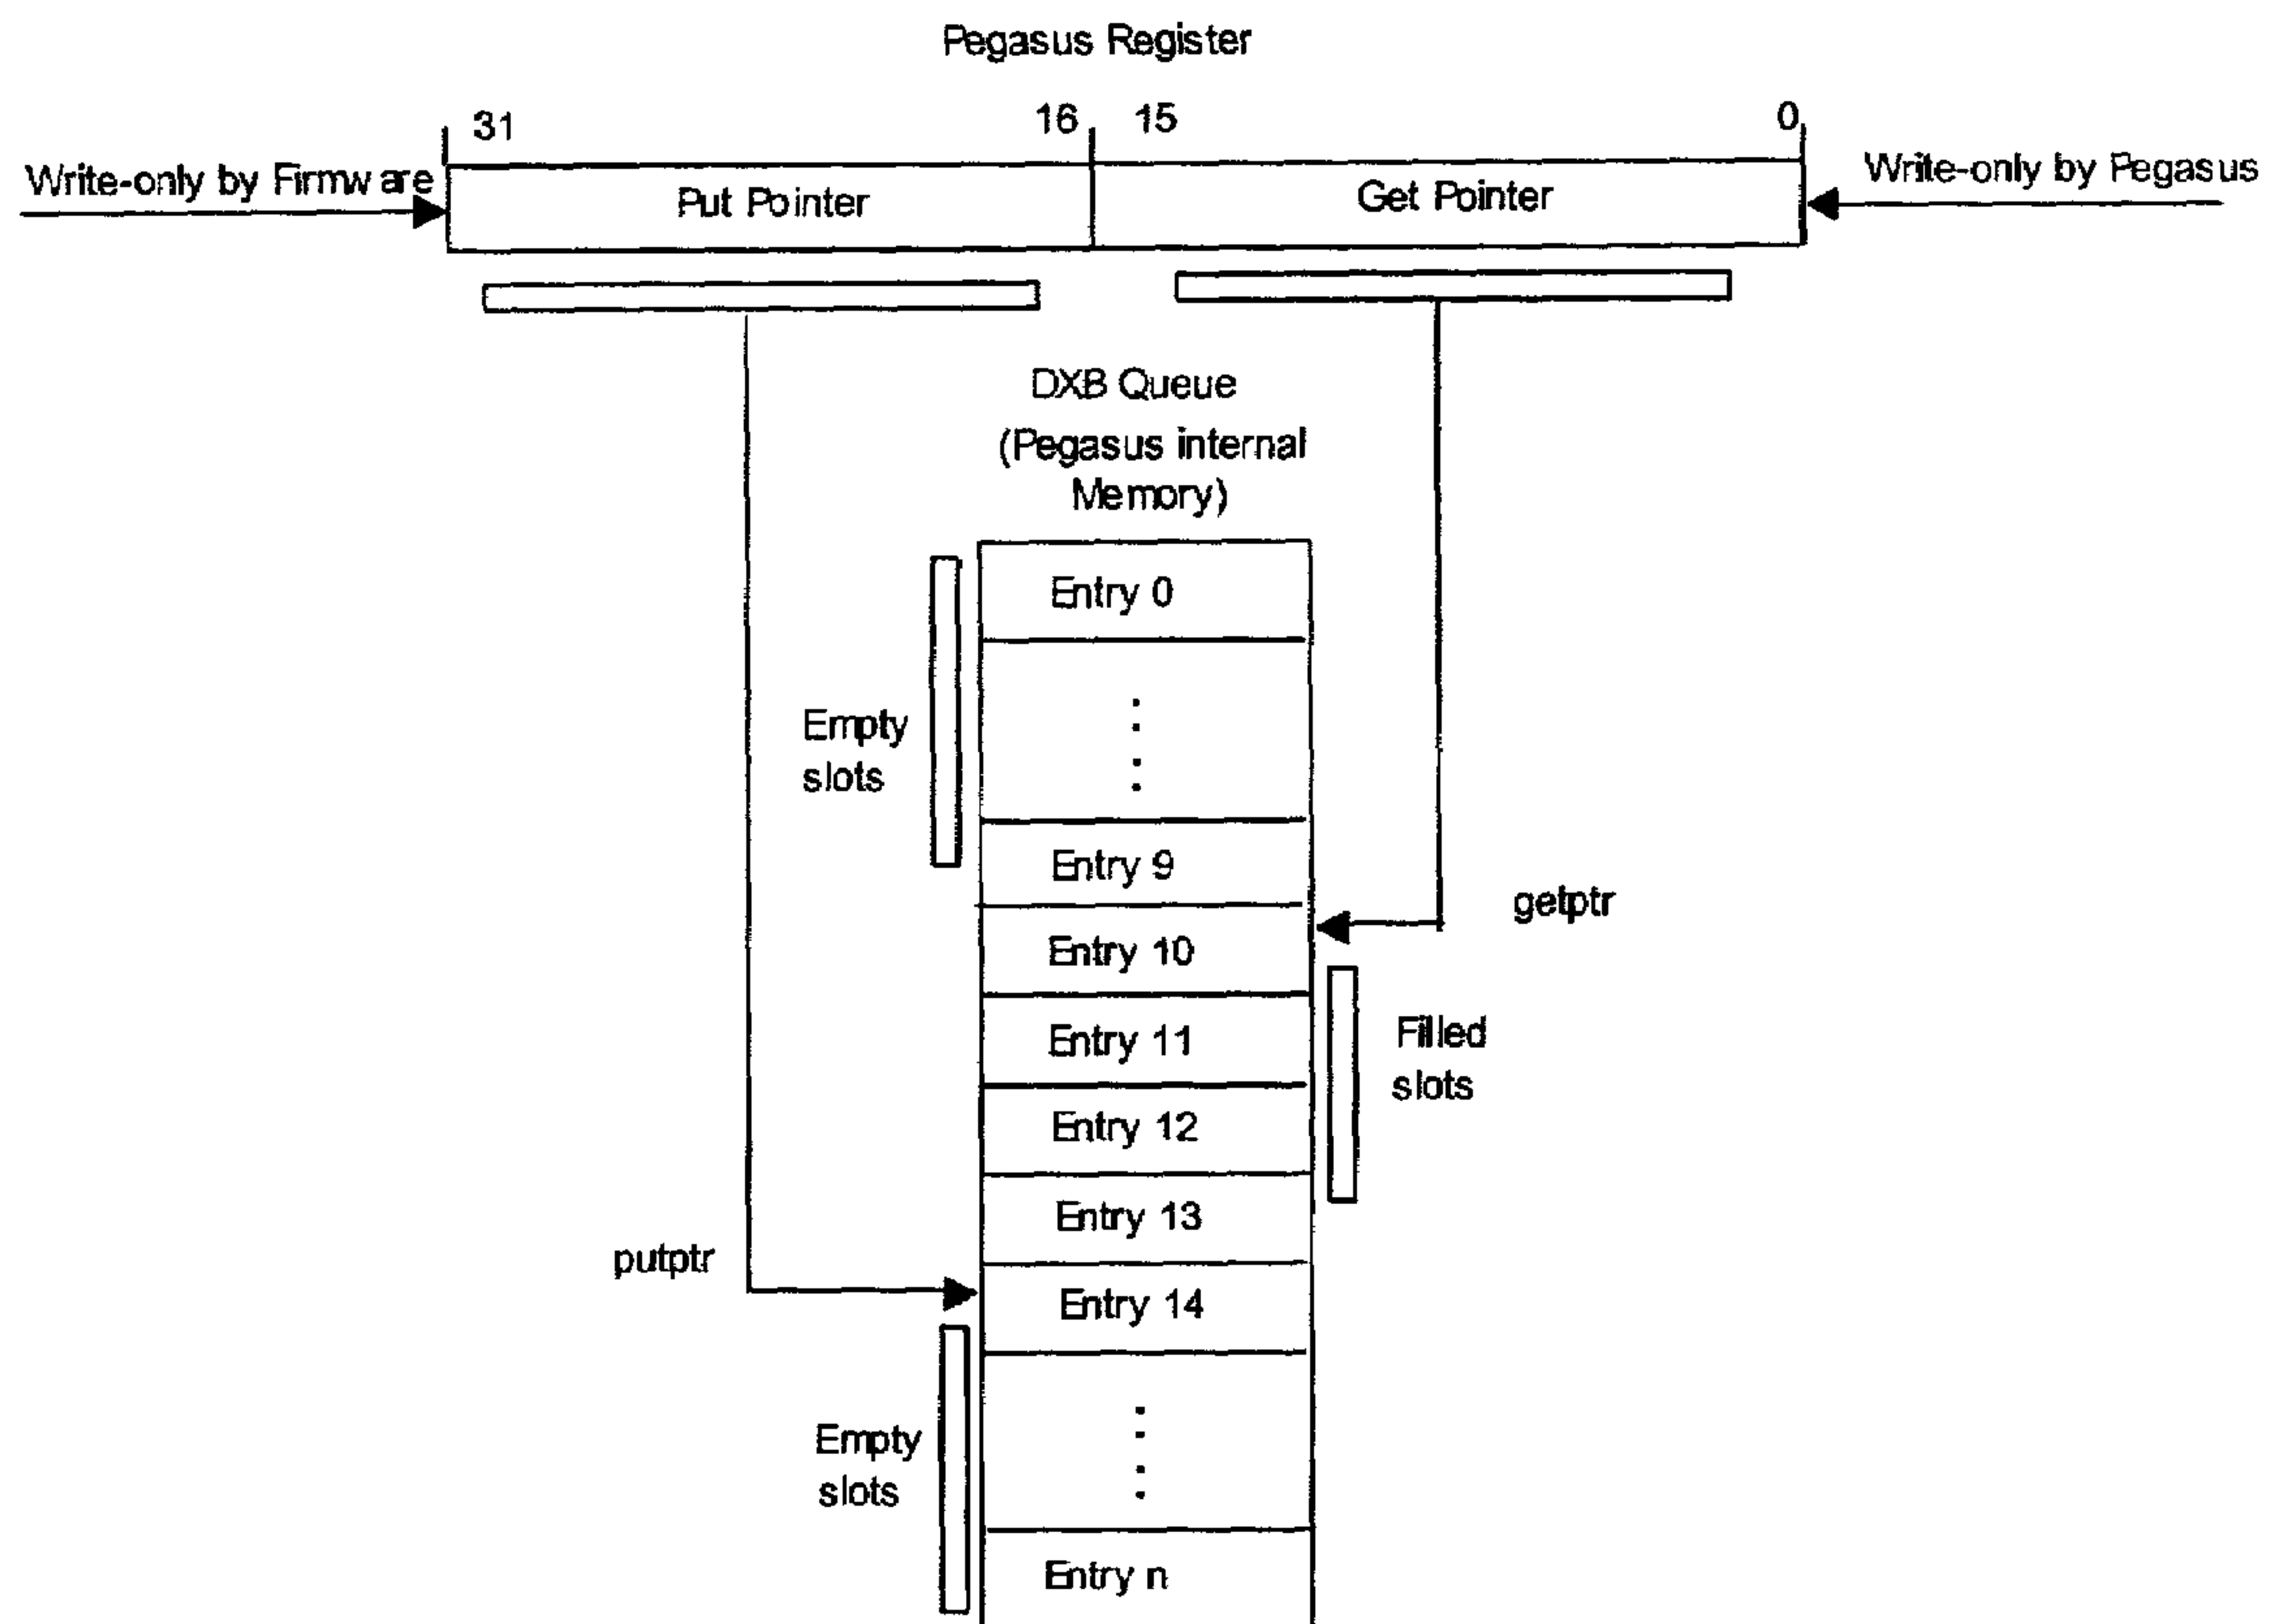 Pegasus Register
31 16 15 0
Write-only by Firmware
Put Pointer
Get Pointer
Write-only by Pegasus
DXB Queue
(Pegasus internal
Memory)
Entry 0
Empty
slots
Entry 9
getptr
Entry 10
Entry 11
Filled
slots
Entry 12
Entry 13
putptr
Entry 14
Empty
slots
Entry n